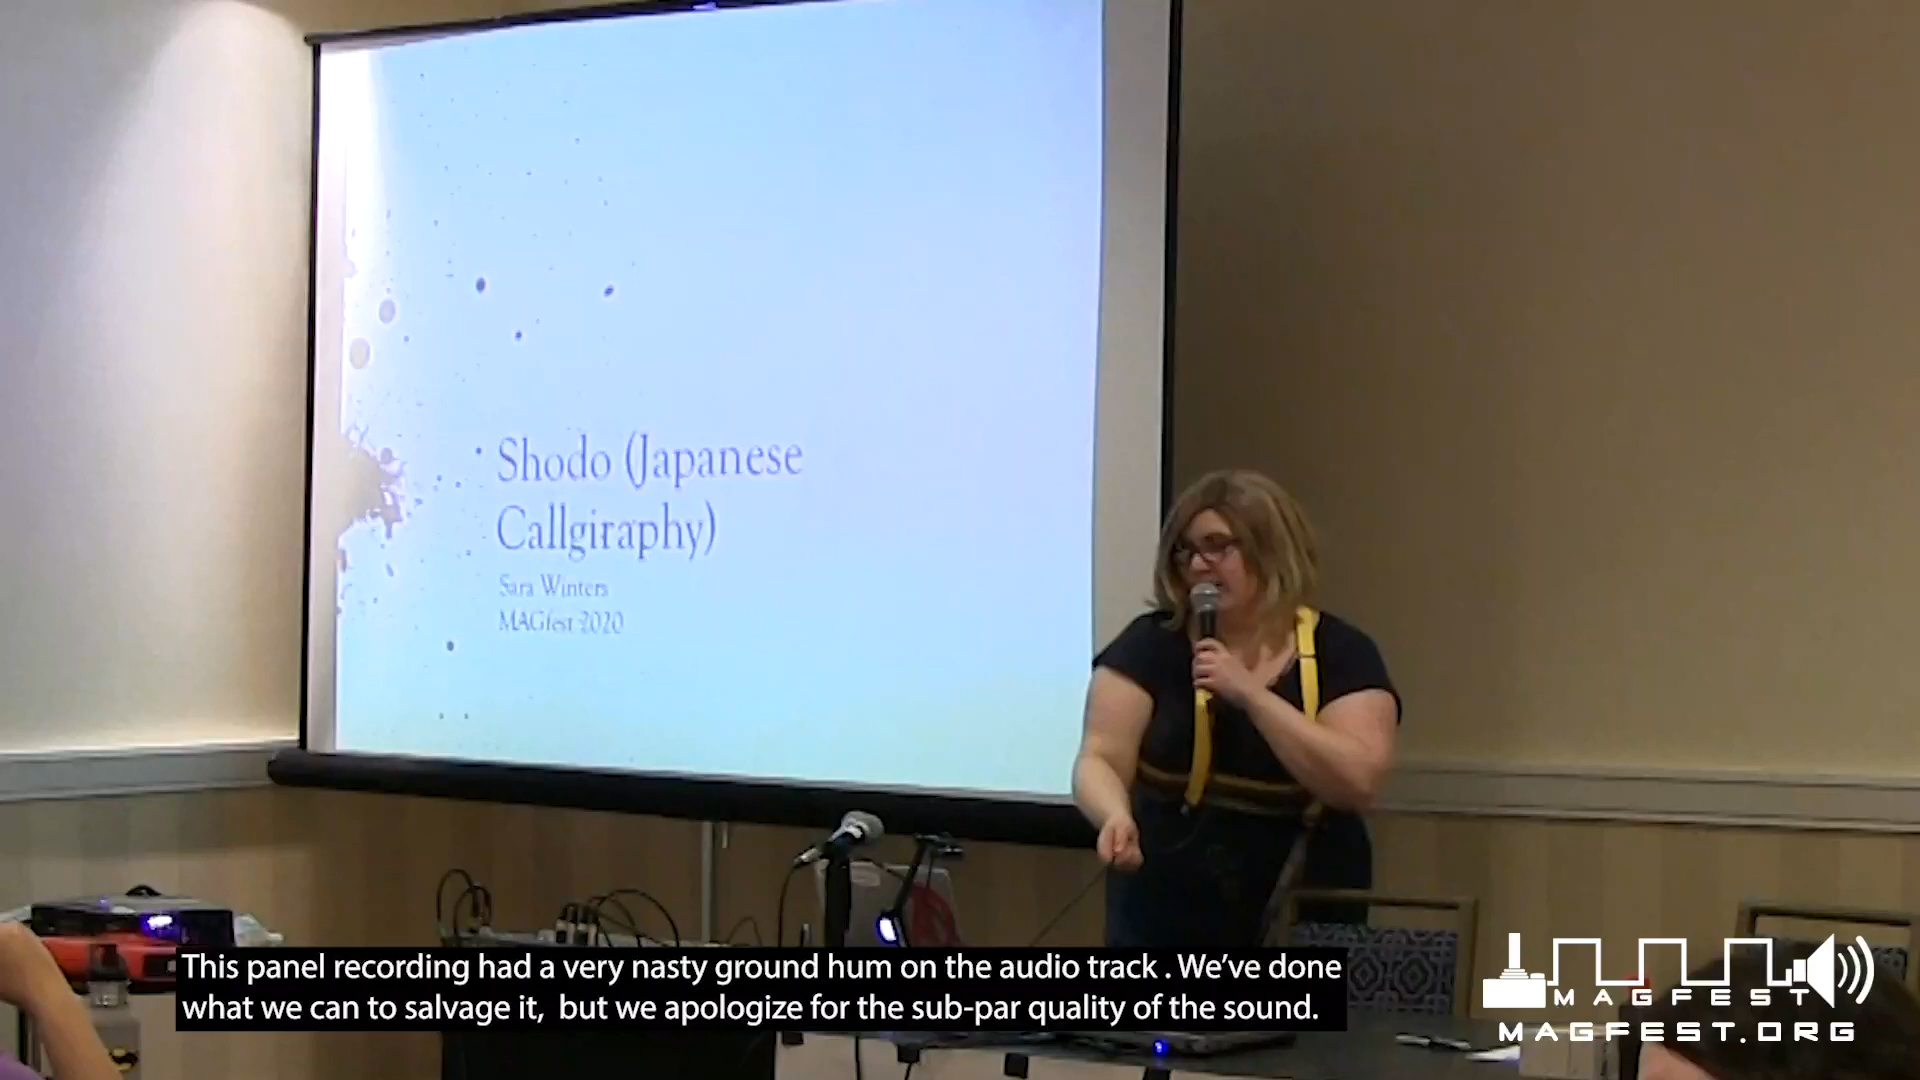 Shodo (Japanese
Callgiraphy)
Sara Winters
MAGfest 2020
This panel recording had a very nasty ground hum on the audio track . We've done
what we can to salvage it,  but we apologize for the sub-par quality of the sound.
MAGFEST
MAGFEST.ORG